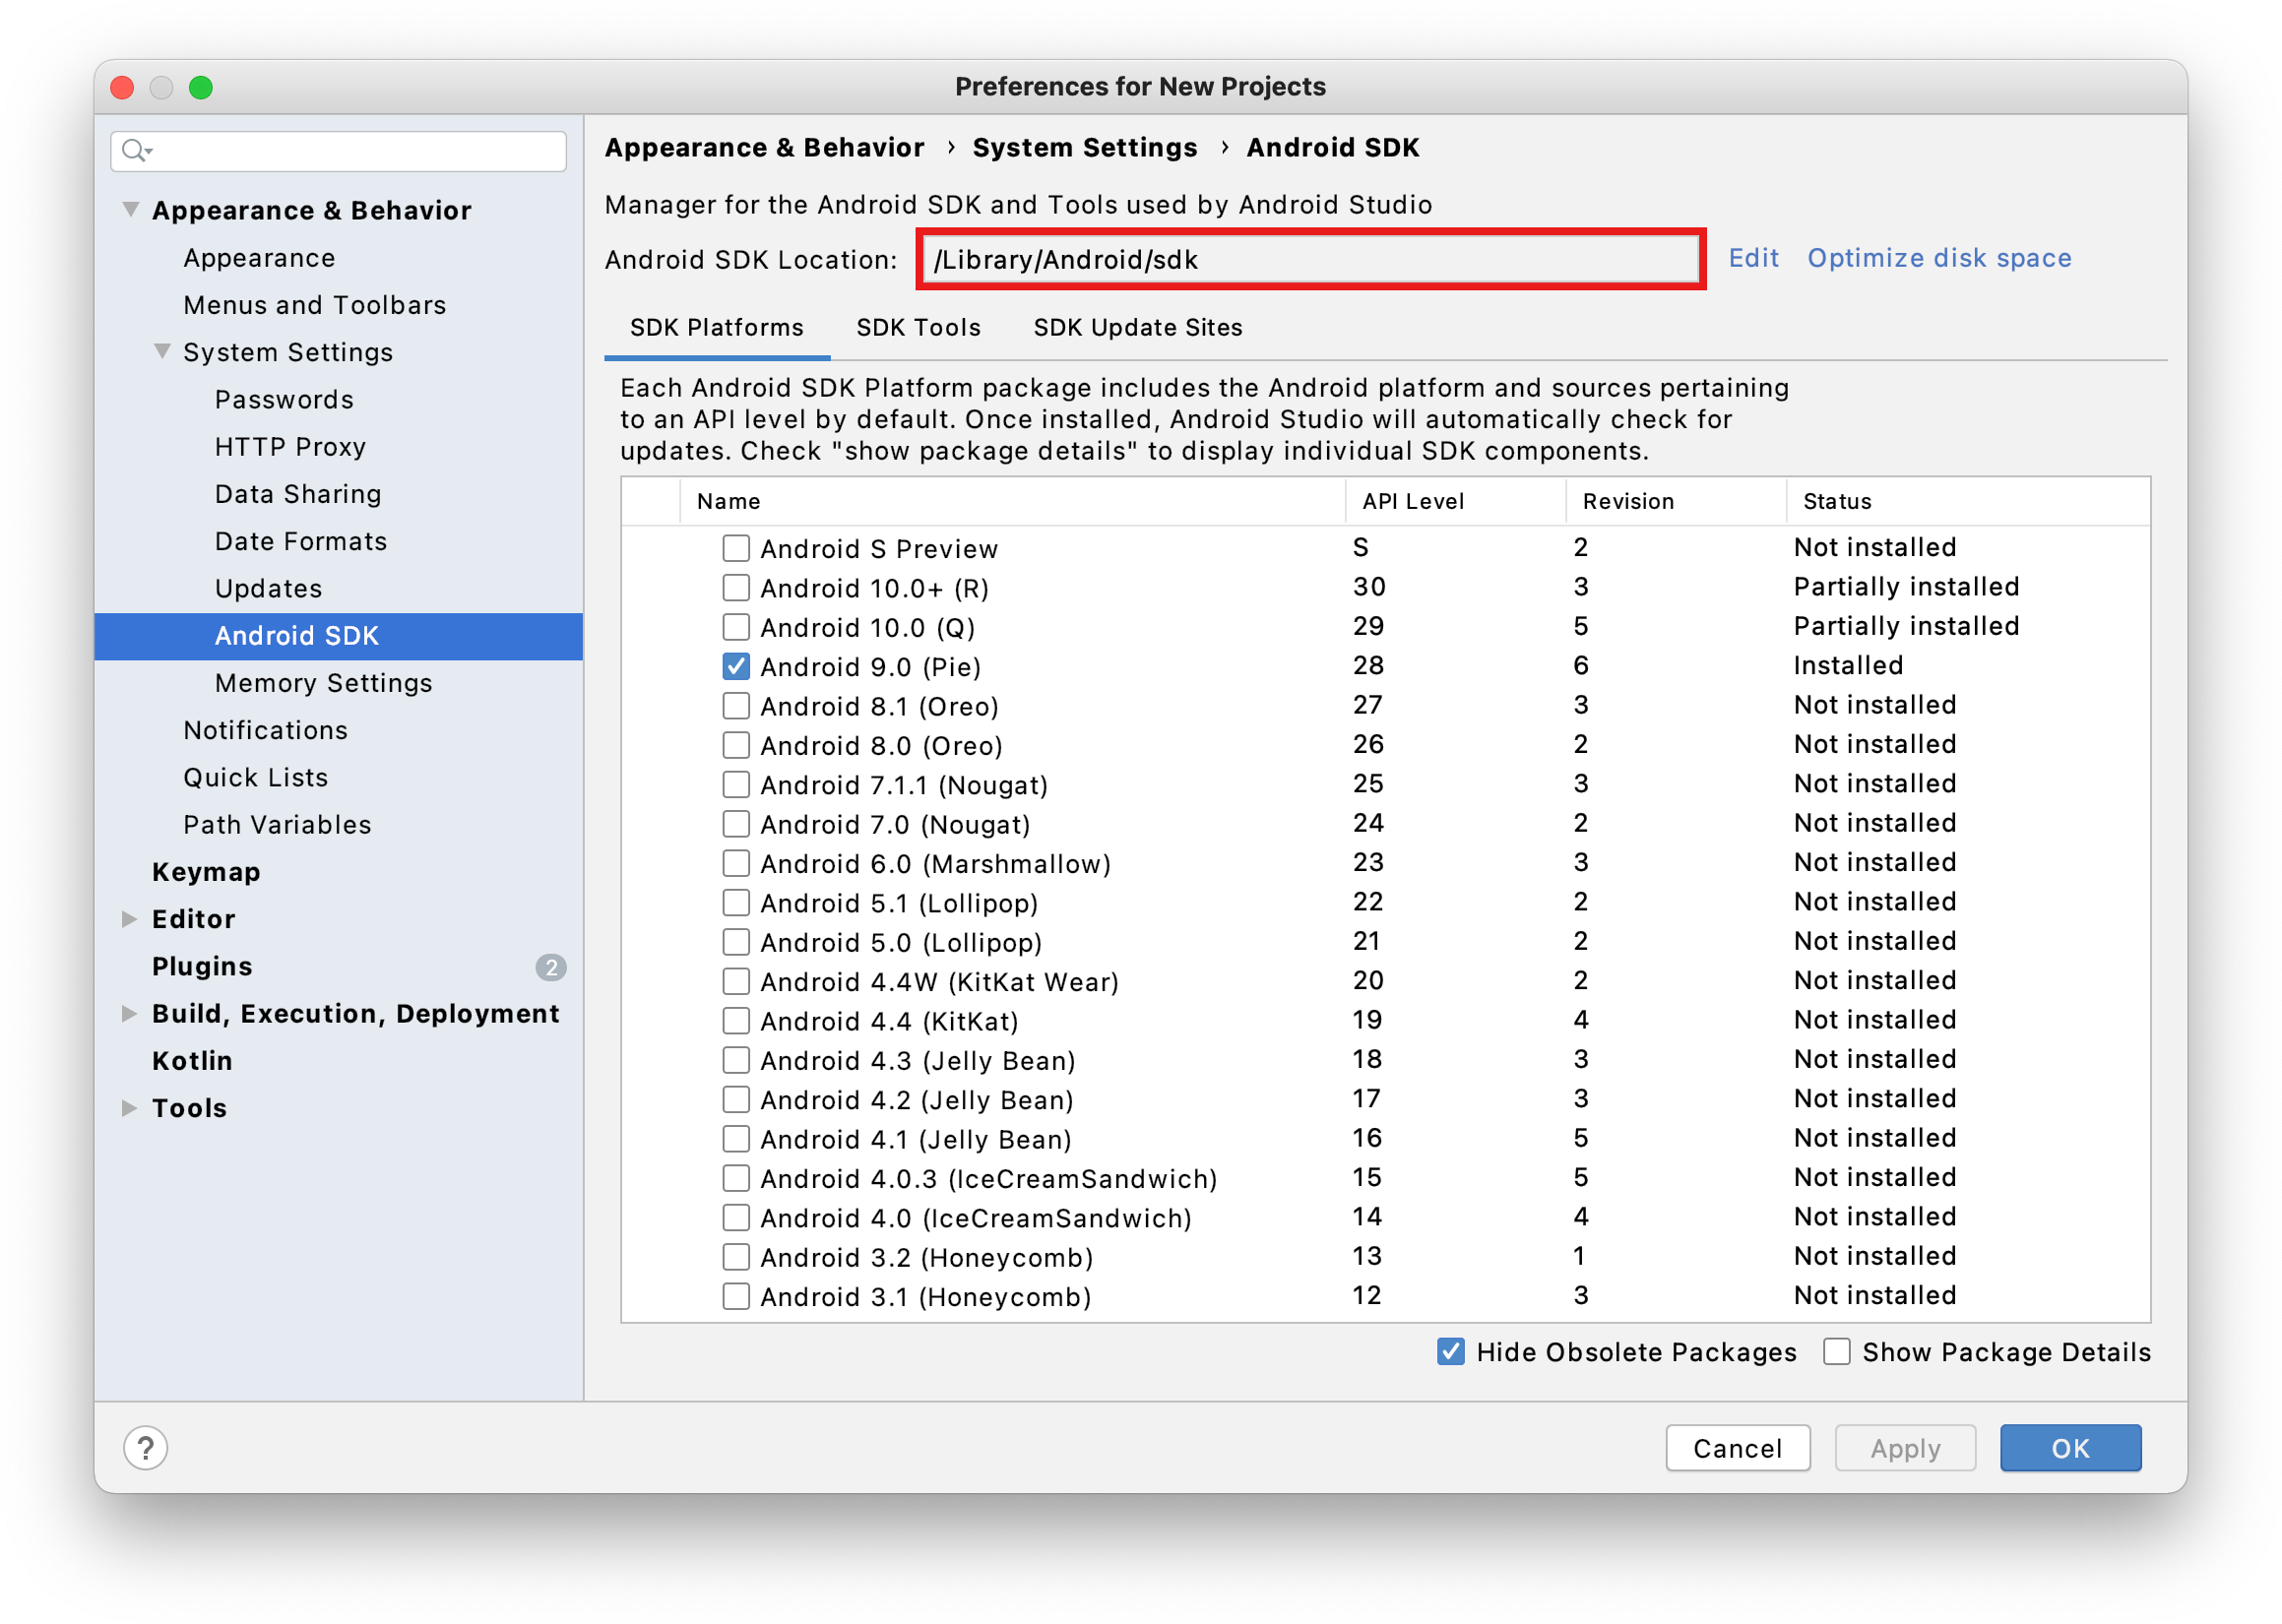 Preferences for New Projects
Appearance & Behavior
Appearance
Menus and Toolbars
System Settings
Passwords
HTTP Proxy
Data Sharing
Date Formats
Updates
Android SDK
Memory Settings
Notifications
Quick Lists
Path Variables
Keymap
Editor
Plugins 2
Build, Execution, Deployment
Kotlin
Tools
Appearance & Behavior › System Settings › Android SDK
Manager for the Android SDK and Tools used by Android Studio
Android SDK Location: /Library/Android/sdk Edit Optimize disk space
SDK Platforms SDK Tools SDK Update Sites
Each Android SDK Platform package includes the Android platform and sources pertaining
to an API level by default. Once installed, Android Studio will automatically check for
updates. Check "show package details" to display individual SDK components.
Name API Level Revision Status
Android S Preview S 2 Not installed
Android 10.0+ (R) 30 3 Partially installed
Android 10.0 (Q) 29 5 Partially installed
Android 9.0 (Pie) 28 6 Installed
Android 8.1 (Oreo) 27 3 Not installed
Android 8.0 (Oreo) 26 2 Not installed
Android 7.1.1 (Nougat) 25 3 Not installed
Android 7.0 (Nougat) 24 2 Not installed
Android 6.0 (Marshmallow) 23 3 Not installed
Android 5.1 (Lollipop) 22 2 Not installed
Android 5.0 (Lollipop) 21 2 Not installed
Android 4.4W (KitKat Wear) 20 2 Not installed
Android 4.4 (KitKat) 19 4 Not installed
Android 4.3 (Jelly Bean) 18 3 Not installed
Android 4.2 (Jelly Bean) 17 3 Not installed
Android 4.1 (Jelly Bean) 16 5 Not installed
Android 4.0.3 (IceCreamSandwich) 15 5 Not installed
Android 4.0 (IceCreamSandwich) 14 4 Not installed
Android 3.2 (Honeycomb) 13 1 Not installed
Android 3.1 (Honeycomb) 12 3 Not installed
Hide Obsolete Packages Show Package Details
? Cancel Apply OK